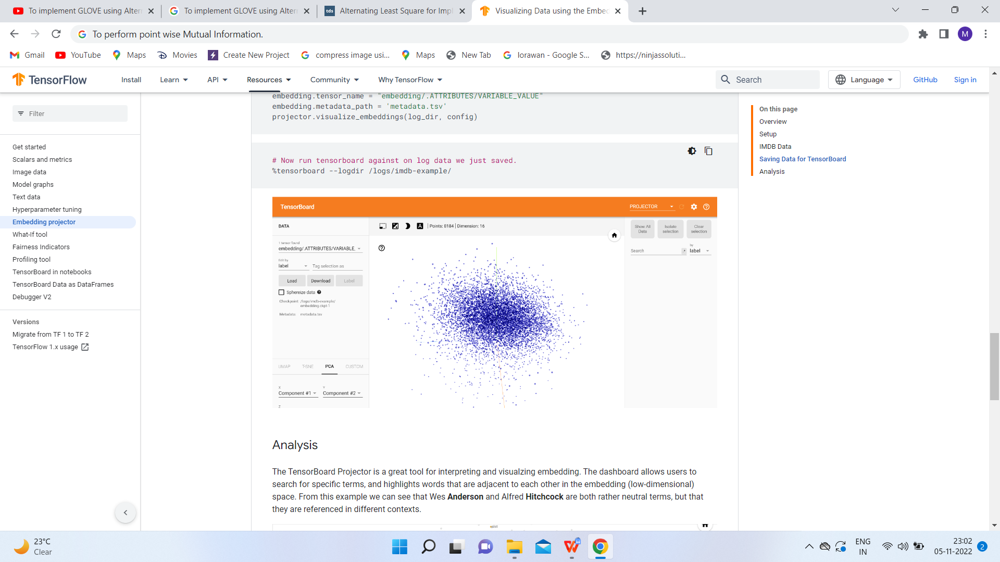 To implement GLOVE using Alter
To implement GLOVE using Alter
tds Alternating Least Square for Impl
Visualizing Data using the Embed
To perform point wise Mutual Information.
M
Gmail YouTube Maps Movies Create New Project compress image usi... Maps New Tab lorawan - Google S... https://ninjassoluti...
TensorFlow Install Learn API Resources Community Why TensorFlow Search Language GitHub Sign in
Filter
Get started
Scalars and metrics
Image data
Model graphs
Text data
Hyperparameter tuning
Embedding projector
What-If tool
Fairness Indicators
Profiling tool
TensorBoard in notebooks
TensorBoard Data as DataFrames
Debugger V2
Versions
Migrate from TF 1 to TF 2
TensorFlow 1.x usage
embedding.tensor_name = "embedding/.ATTRIBUTES/VARIABLE_VALUE"
embedding.metadata_path = 'metadata.tsv'
projector.visualize_embeddings(log_dir, config)
# Now run tensorboard against on log data we just saved.
%tensorboard --logdir /logs/imdb-example/
TensorBoard PROJECTOR
DATA
Points: 8184 | Dimension: 16
1 tensor found
embedding/.ATTRIBUTES/VARIABLE_
Edit by
label Tag selection as
Load Download Label
Sphereize data
Checkpoint: /logs/imdb-example/
embedding.ckpt-1
Metadata: metadata.tsv
UMAP T-SNE PCA CUSTOM
X Y
Component #1 Component #2
Z
A
Show All Data
Isolate selection
Clear selection
Search .* by label
Analysis
The TensorBoard Projector is a great tool for interpreting and visualzing embedding. The dashboard allows users to
search for specific terms, and highlights words that are adjacent to each other in the embedding (low-dimensional)
space. From this example we can see that Wes Anderson and Alfred Hitchcock are both rather neutral terms, but that
they are referenced in different contexts.
On this page
Overview
Setup
IMDB Data
Saving Data for TensorBoard
Analysis
23°C
Clear
ENG
IN
23:02
05-11-2022
2